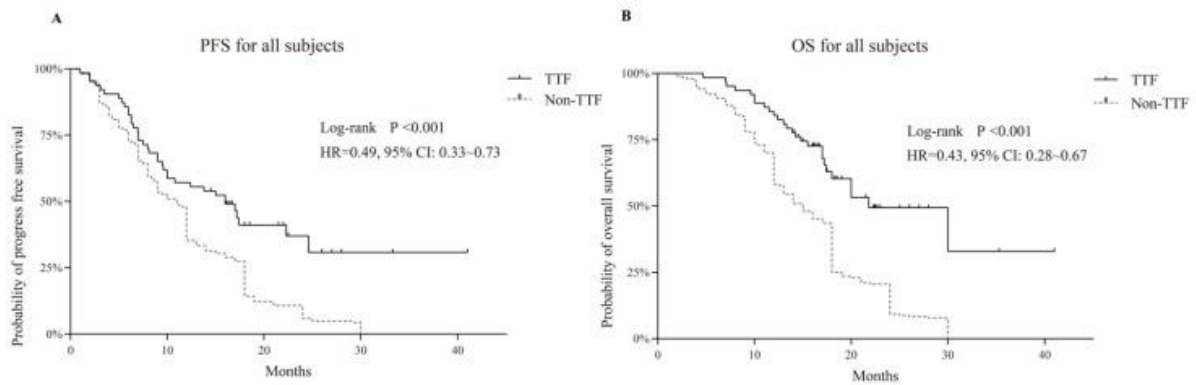 A
PFS for all subjects
100%
75%
50%
25%
0%
0 10 20 30 40
Months
Probability of progress free survival
TTF
Non-TTF
Log-rank P <0.001
HR=0.49, 95% CI: 0.33~0.73
B
OS for all subjects
100%
75%
50%
25%
0%
0 10 20 30 40
Months
Probability of overall survival
TTF
Non-TTF
Log-rank P <0.001
HR=0.43, 95% CI: 0.28~0.67